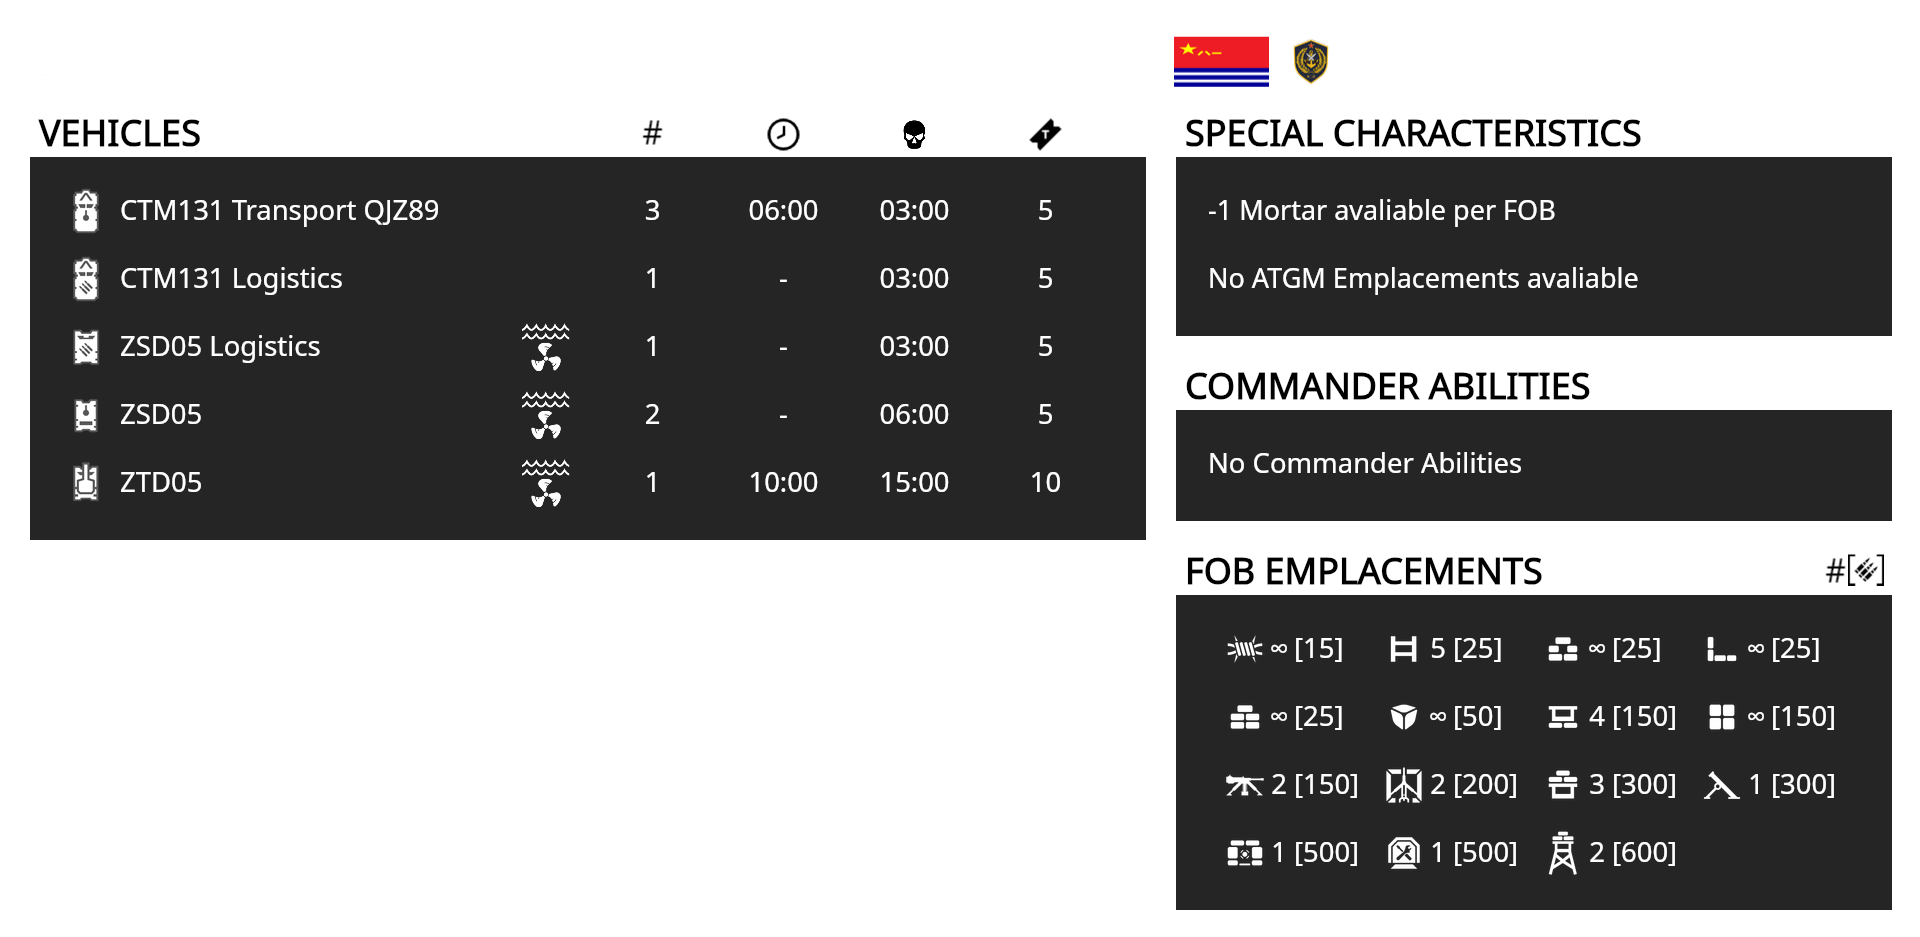 VEHICLES #
CTM131 Transport QJZ89 3 06:00 03:00 5
CTM131 Logistics 1 - 03:00 5
ZSD05 Logistics 1 - 03:00 5
ZSD05 2 - 06:00 5
ZTD05 1 10:00 15:00 10
SPECIAL CHARACTERISTICS
-1 Mortar avaliable per FOB
No ATGM Emplacements avaliable
COMMANDER ABILITIES
No Commander Abilities
FOB EMPLACEMENTS #[ ]
∞ [15] 5 [25] ∞ [25] ∞ [25]
∞ [25] ∞ [50] 4 [150] ∞ [150]
2 [150] 2 [200] 3 [300] 1 [300]
1 [500] 1 [500] 2 [600]